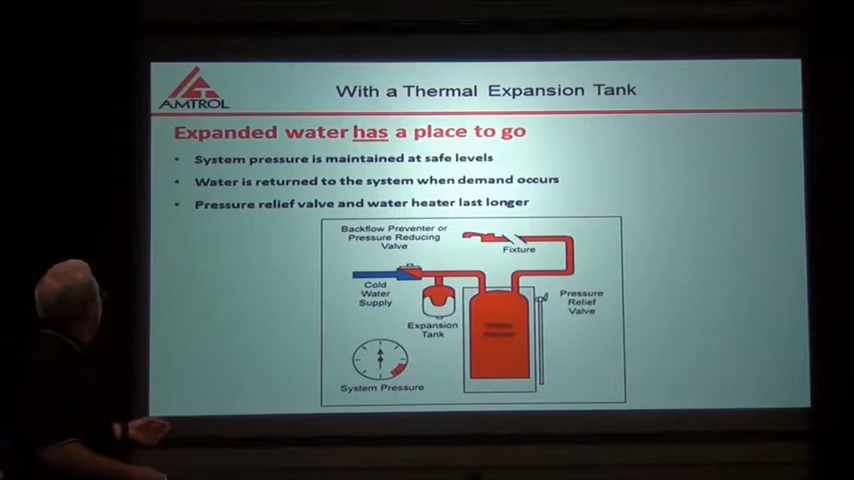 AMTROL
With a Thermal Expansion Tank
Expanded water has a place to go
• System pressure is maintained at safe levels
• Water is returned to the system when demand occurs
• Pressure relief valve and water heater last longer
Backflow Preventer or
Pressure Reducing
Valve
Fixture
Cold
Water
Supply
Pressure
Relief
Valve
Expansion
Tank
System Pressure